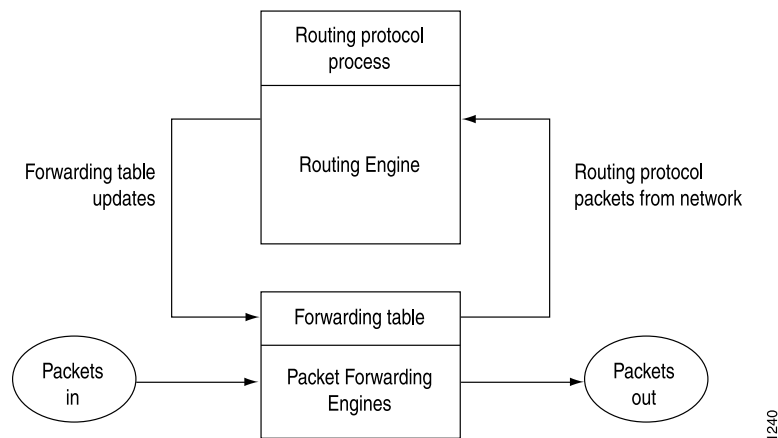 Routing protocol
process
Routing Engine
Forwarding table
updates
Routing protocol
packets from network
Forwarding table
Packets
in
Packet Forwarding
Engines
Packets
out
1240